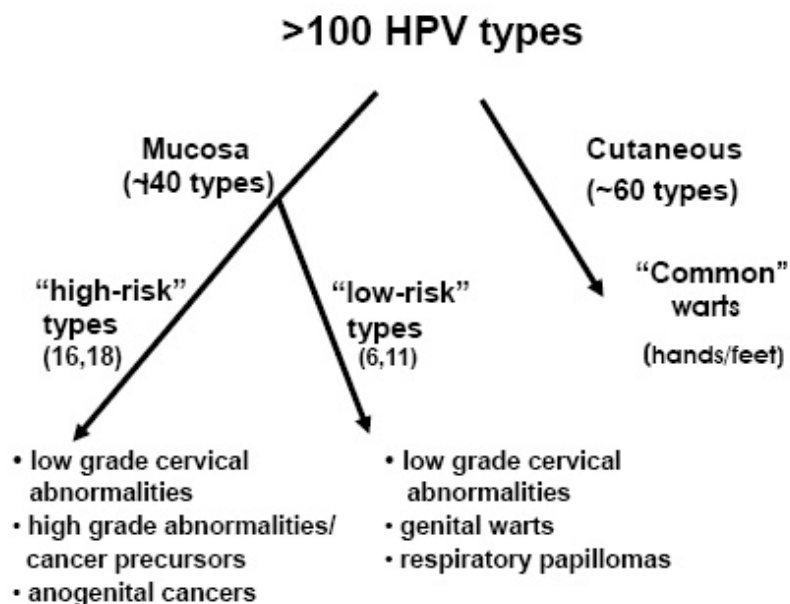 >100 HPV types
Mucosa
(~40 types)
Cutaneous
(~60 types)
“high-risk”
types
(16,18)
“low-risk”
types
(6,11)
“Common”
warts
(hands/feet)
• low grade cervical
abnormalities
• high grade abnormalities/
cancer precursors
• anogenital cancers
• low grade cervical
abnormalities
• genital warts
• respiratory papillomas